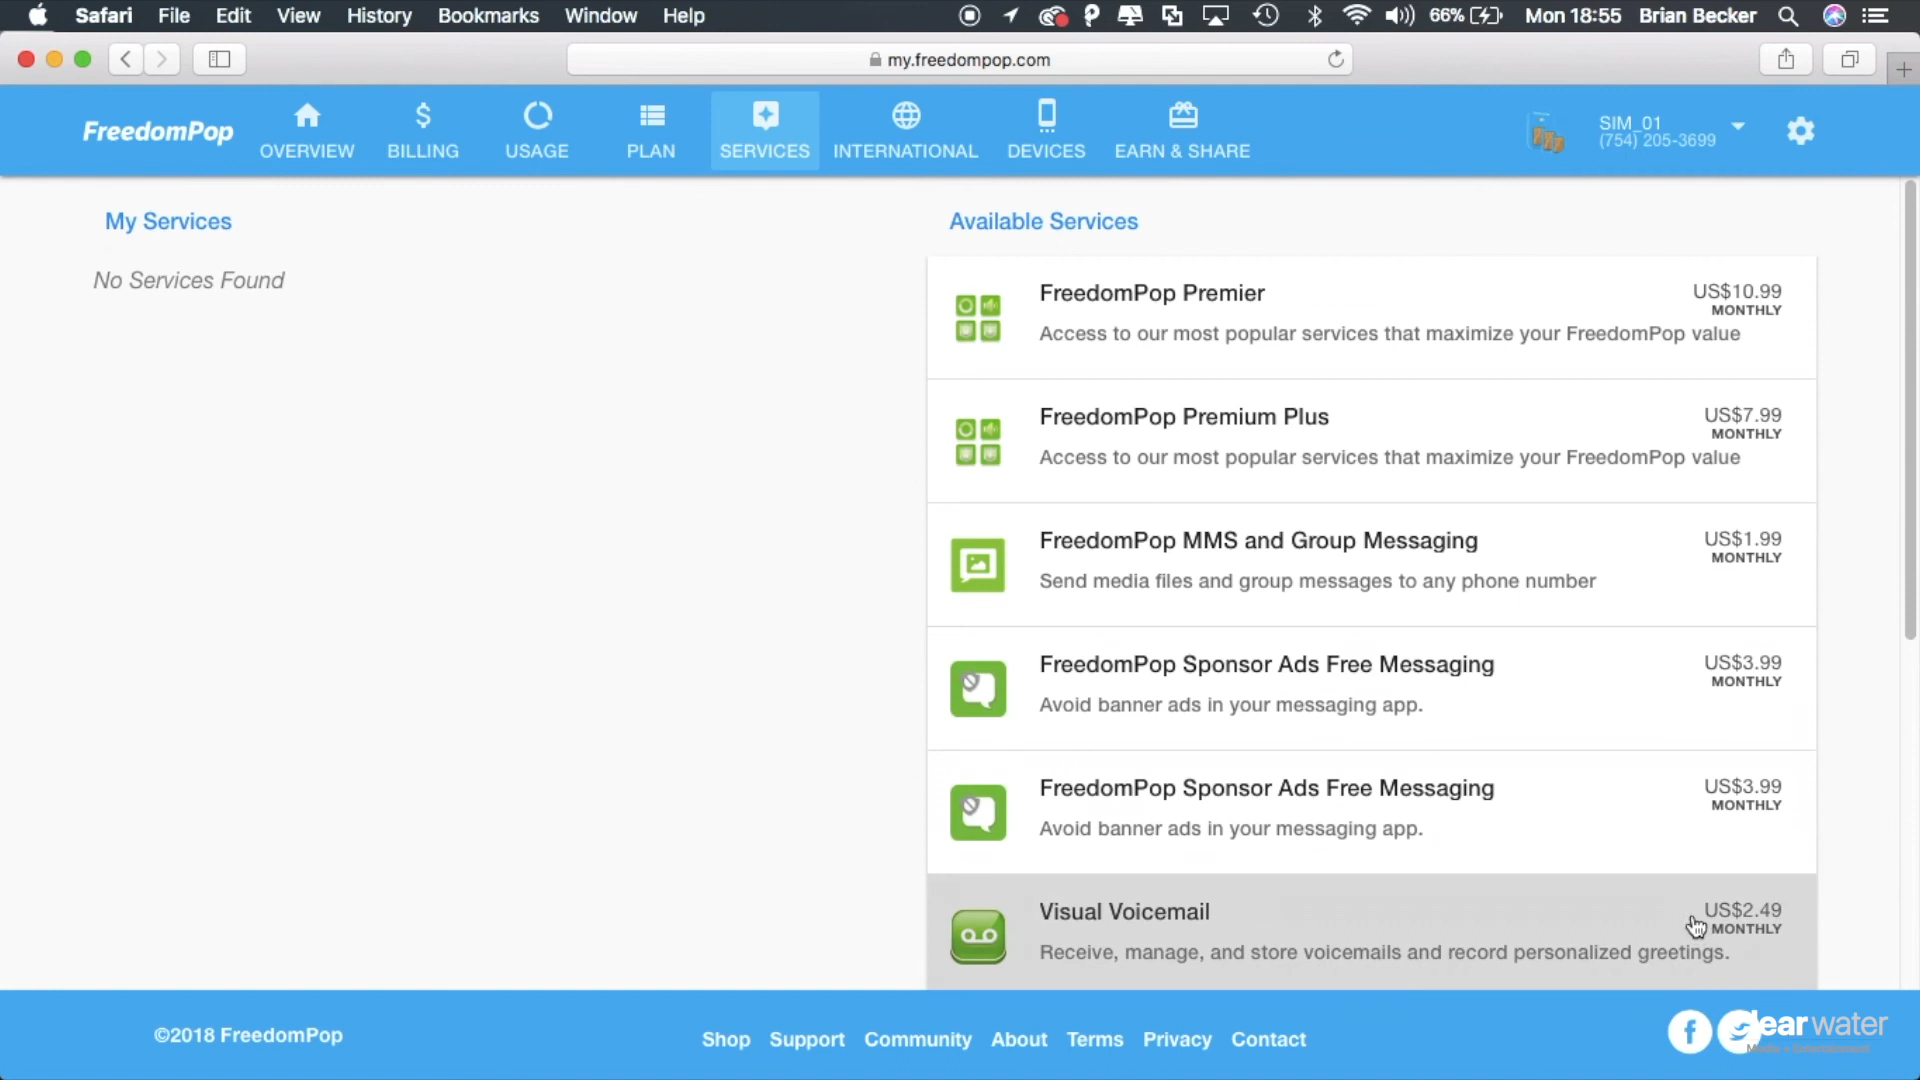 Safari File Edit View History Bookmarks Window Help 66% Mon 18:55 Brian Becker
my.freedompop.com
FreedomPop OVERVIEW BILLING USAGE PLAN SERVICES INTERNATIONAL DEVICES EARN & SHARE
SIM_01
(754) 205-3699
My Services
No Services Found
Available Services
FreedomPop Premier US$10.99
MONTHLY
Access to our most popular services that maximize your FreedomPop value
FreedomPop Premium Plus US$7.99
MONTHLY
Access to our most popular services that maximize your FreedomPop value
FreedomPop MMS and Group Messaging US$1.99
MONTHLY
Send media files and group messages to any phone number
FreedomPop Sponsor Ads Free Messaging US$3.99
MONTHLY
Avoid banner ads in your messaging app.
FreedomPop Sponsor Ads Free Messaging US$3.99
MONTHLY
Avoid banner ads in your messaging app.
Visual Voicemail US$2.49
MONTHLY
Receive, manage, and store voicemails and record personalized greetings.
©2018 FreedomPop
Shop Support Community About Terms Privacy Contact
clearwater